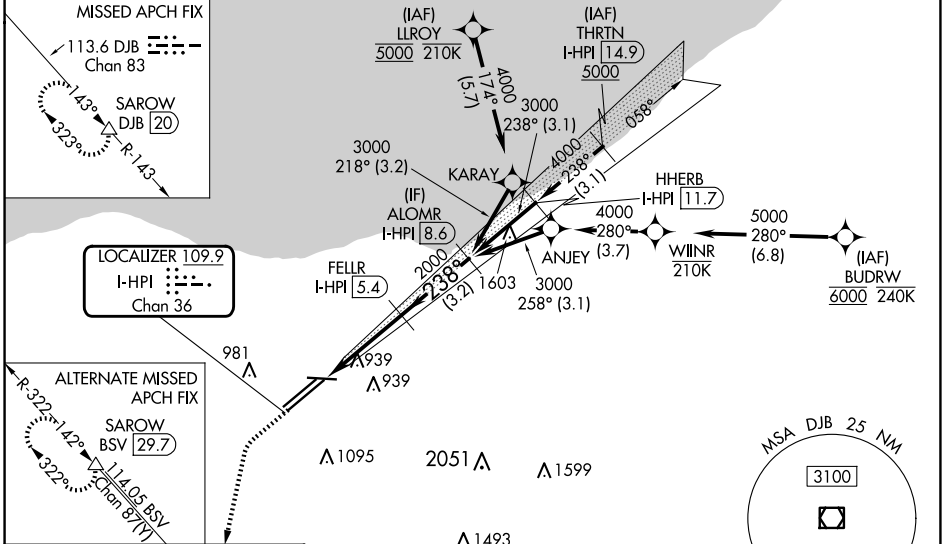 MISSED APCH FIX
113.6 DJB
Chan 83
143°
SAROW
DJB 20
323°
R-143
(IAF)
LLROY
5000 210K
4000
174°
(5.7)
(IAF)
THRTN
I-HPI 14.9
5000
3000
238° (3.1)
058°
3000
218° (3.2)
4000
238°
(3.1)
KARAY
HHERB
I-HPI 11.7
(IF)
ALOMR
I-HPI 8.6
4000
280°
(3.7)
5000
280°
(6.8)
ANJEY
WIINR
210K
(IAF)
BUDRW
6000 240K
LOCALIZER 109.9
I-HPI
Chan 36
FELLR
I-HPI 5.4
2000
238°
(3.2)
1603
3000
258° (3.1)
981
939
939
ALTERNATE MISSED
APCH FIX
R-322
142°
SAROW
BSV 29.7
322°
114.05 BSV
Chan 87(Y)
1095
2051
1599
1493
MSA DJB 25 NM
3100